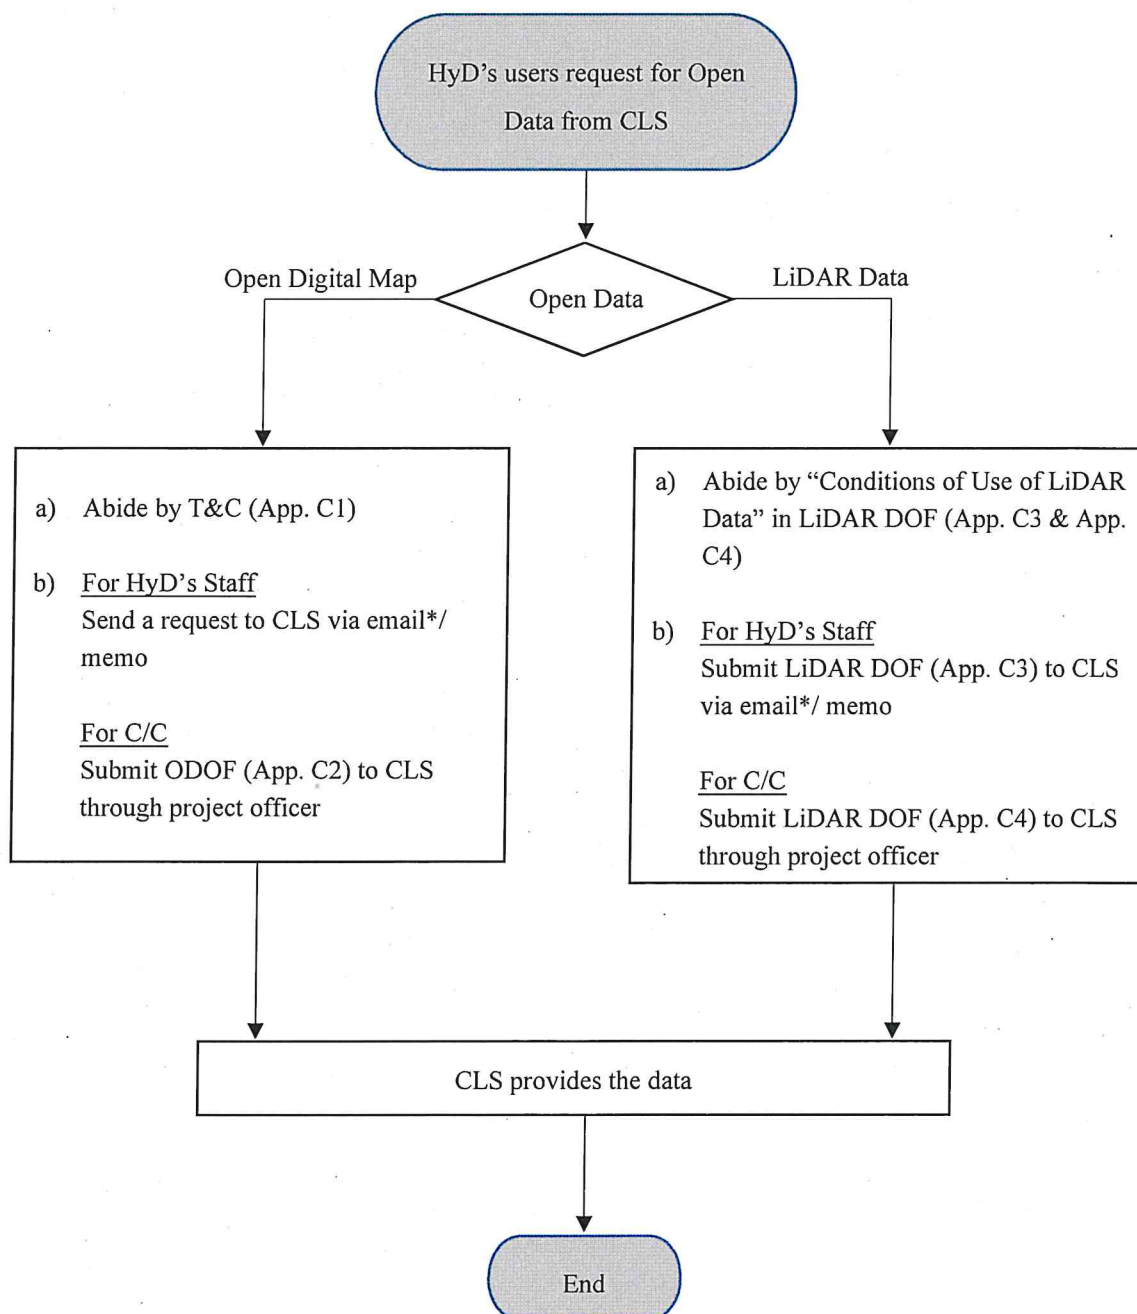 HyD's users request for Open
Data from CLS
Open Digital Map
Open Data
LiDAR Data
a) Abide by T&C (App. C1)
b) For HyD's Staff
Send a request to CLS via email*/
memo
For C/C
Submit ODOF (App. C2) to CLS
through project officer
a) Abide by “Conditions of Use of LiDAR
Data” in LiDAR DOF (App. C3 & App.
C4)
b) For HyD's Staff
Submit LiDAR DOF (App. C3) to CLS
via email*/ memo
For C/C
Submit LiDAR DOF (App. C4) to CLS
through project officer
CLS provides the data
End